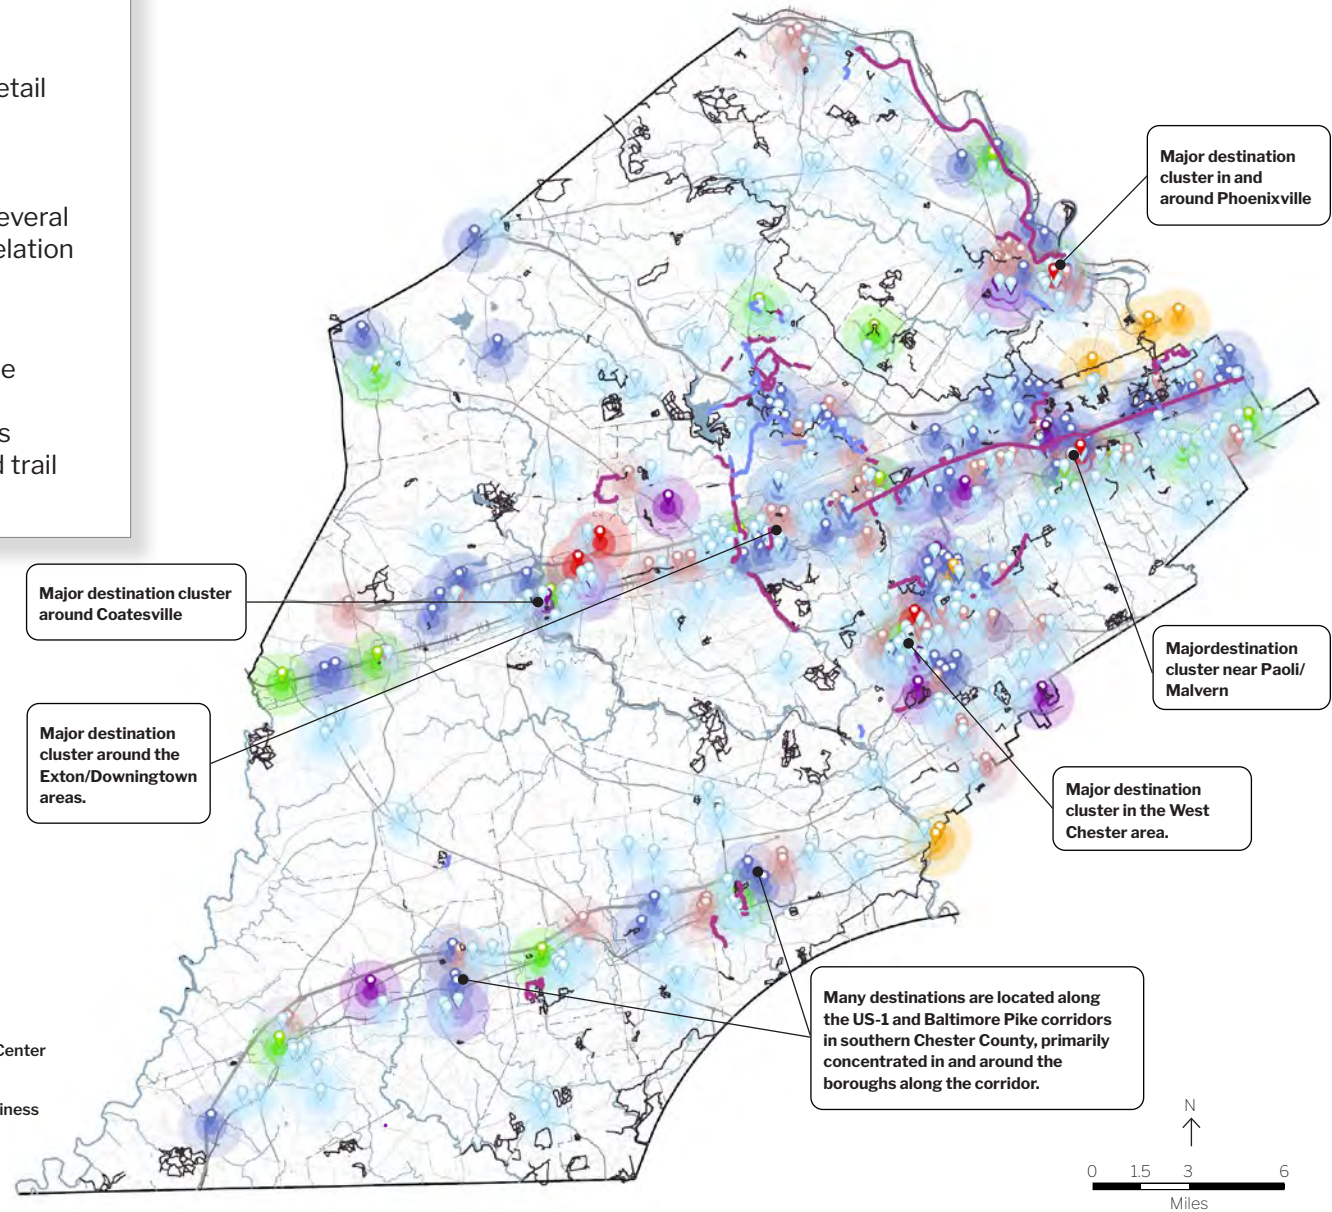 etail
everal
elation
e
s
d trail
Major destination
cluster in and
around Phoenixville
Major destination cluster
around Coatesville
Majordestination
cluster near Paoli/
Malvern
Major destination
cluster around the
Exton/Downingtown
areas.
Major destination
cluster in the West
Chester area.
Many destinations are located along
the US-1 and Baltimore Pike corridors
in southern Chester County, primarily
concentrated in and around the
boroughs along the corridor.
Center
iness
N
0 1.5 3 6
Miles